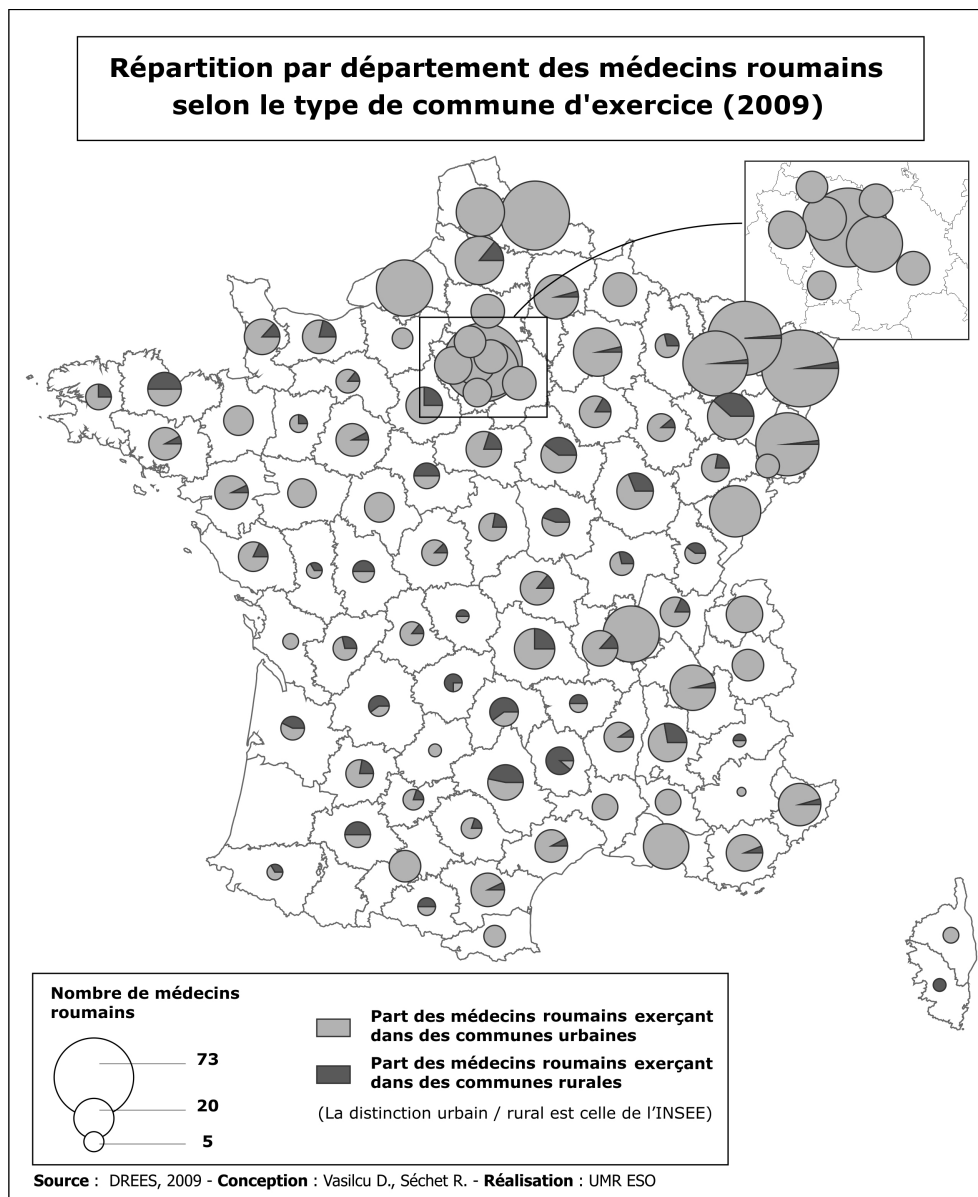 Répartition par département des médecins roumains
selon le type de commune d'exercice (2009)
Nombre de médecins
roumains
73
20
5
Part des médecins roumains exerçant
dans des communes urbaines
Part des médecins roumains exerçant
dans des communes rurales
(La distinction urbain / rural est celle de l'INSEE)
Source : DREES, 2009 - Conception : Vasilcu D., Séchet R. - Réalisation : UMR ESO